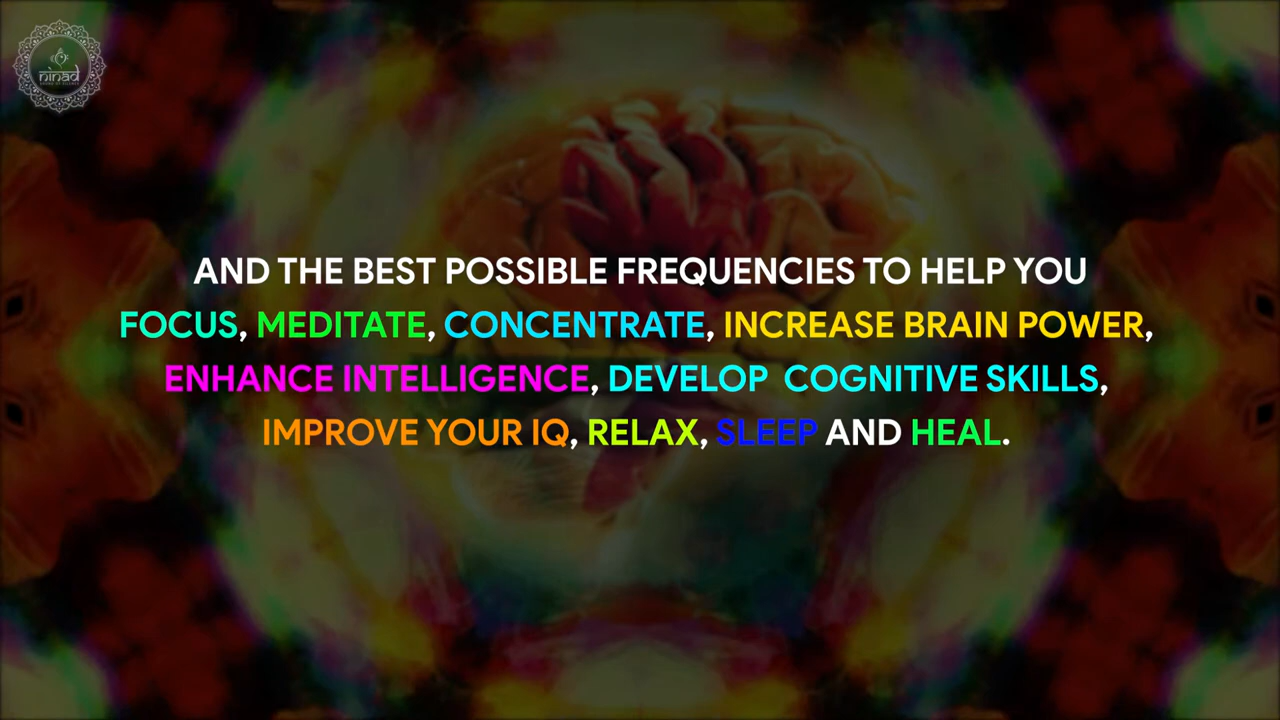 ninad
AND THE BEST POSSIBLE FREQUENCIES TO HELP YOU
FOCUS, MEDITATE, CONCENTRATE, INCREASE BRAIN POWER,
ENHANCE INTELLIGENCE, DEVELOP COGNITIVE SKILLS,
IMPROVE YOUR IQ, RELAX, SLEEP AND HEAL.